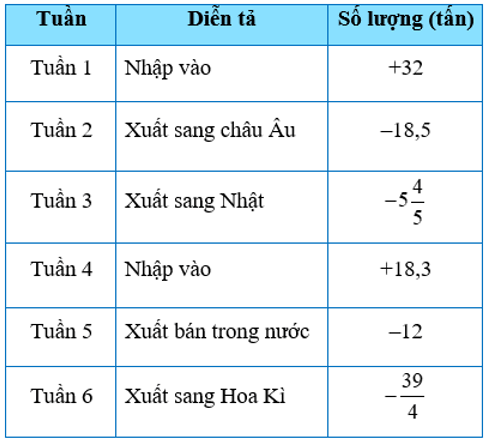 Tuần Diễn tả Số lượng (tấn)
Tuần 1 Nhập vào +32
Tuần 2 Xuất sang châu Âu –18,5
Tuần 3 Xuất sang Nhật –5 4/5
Tuần 4 Nhập vào +18,3
Tuần 5 Xuất bán trong nước –12
Tuần 6 Xuất sang Hoa Kì –39/4